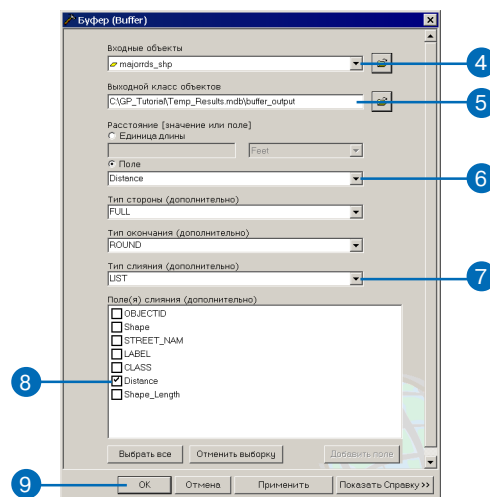 Буфер (Buffer)
Входные объекты
majorrds_shp
4
Выходной класс объектов
C:\GP_Tutorial\Temp_Results.mdb\buffer_output
5
Расстояние [значение или поле]
Единица длины
Feet
Поле
Distance
6
Тип стороны (дополнительно)
FULL
Тип окончания (дополнительно)
ROUND
Тип слияния (дополнительно)
LIST
7
Поле(я) слияния (дополнительно)
OBJECTID
Shape
STREET_NAM
LABEL
CLASS
8
Distance
Shape_Length
Выбрать все Отменить выборку Добавить поле
9
OK Отмена Применить Показать Справку >>